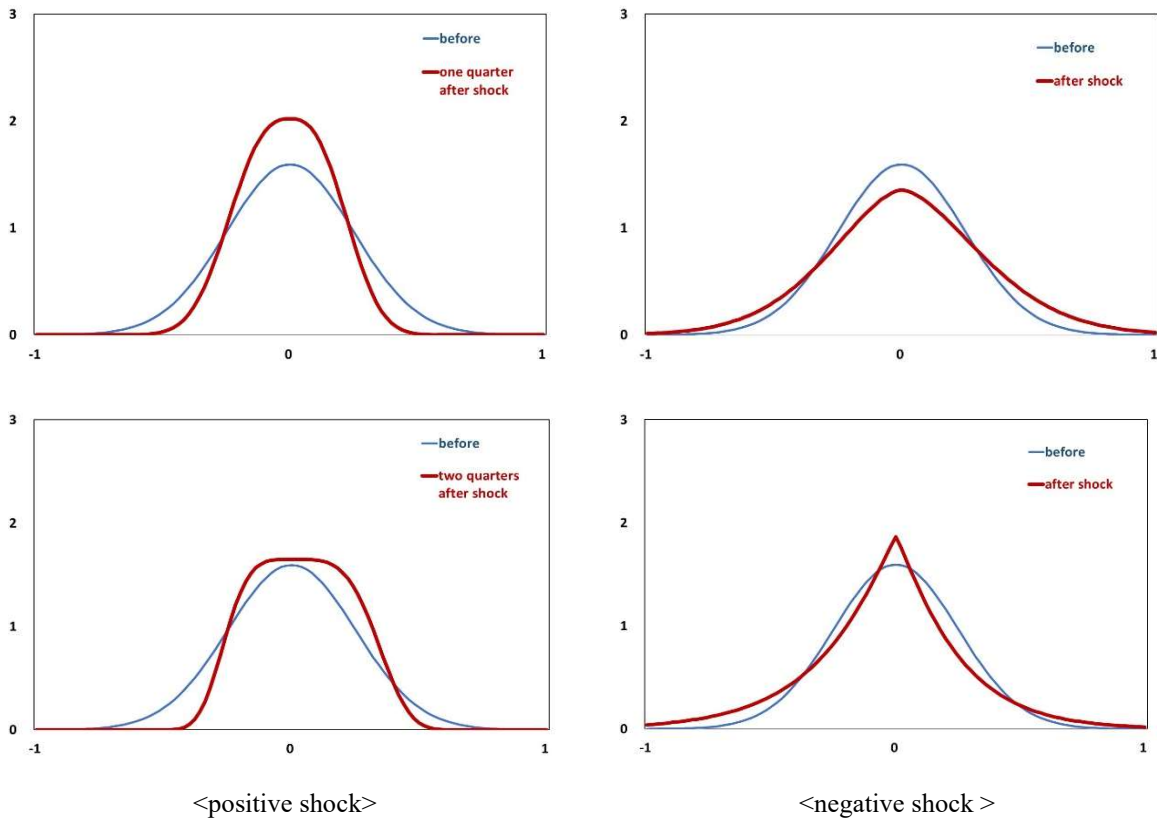 3
before
one quarter
after shock
2
1
0
-1
0
1
3
before
after shock
2
1
0
-1
0
1
3
before
two quarters
after shock
2
1
0
-1
0
1
3
before
after shock
2
1
0
-1
0
1
<positive shock>
<negative shock >